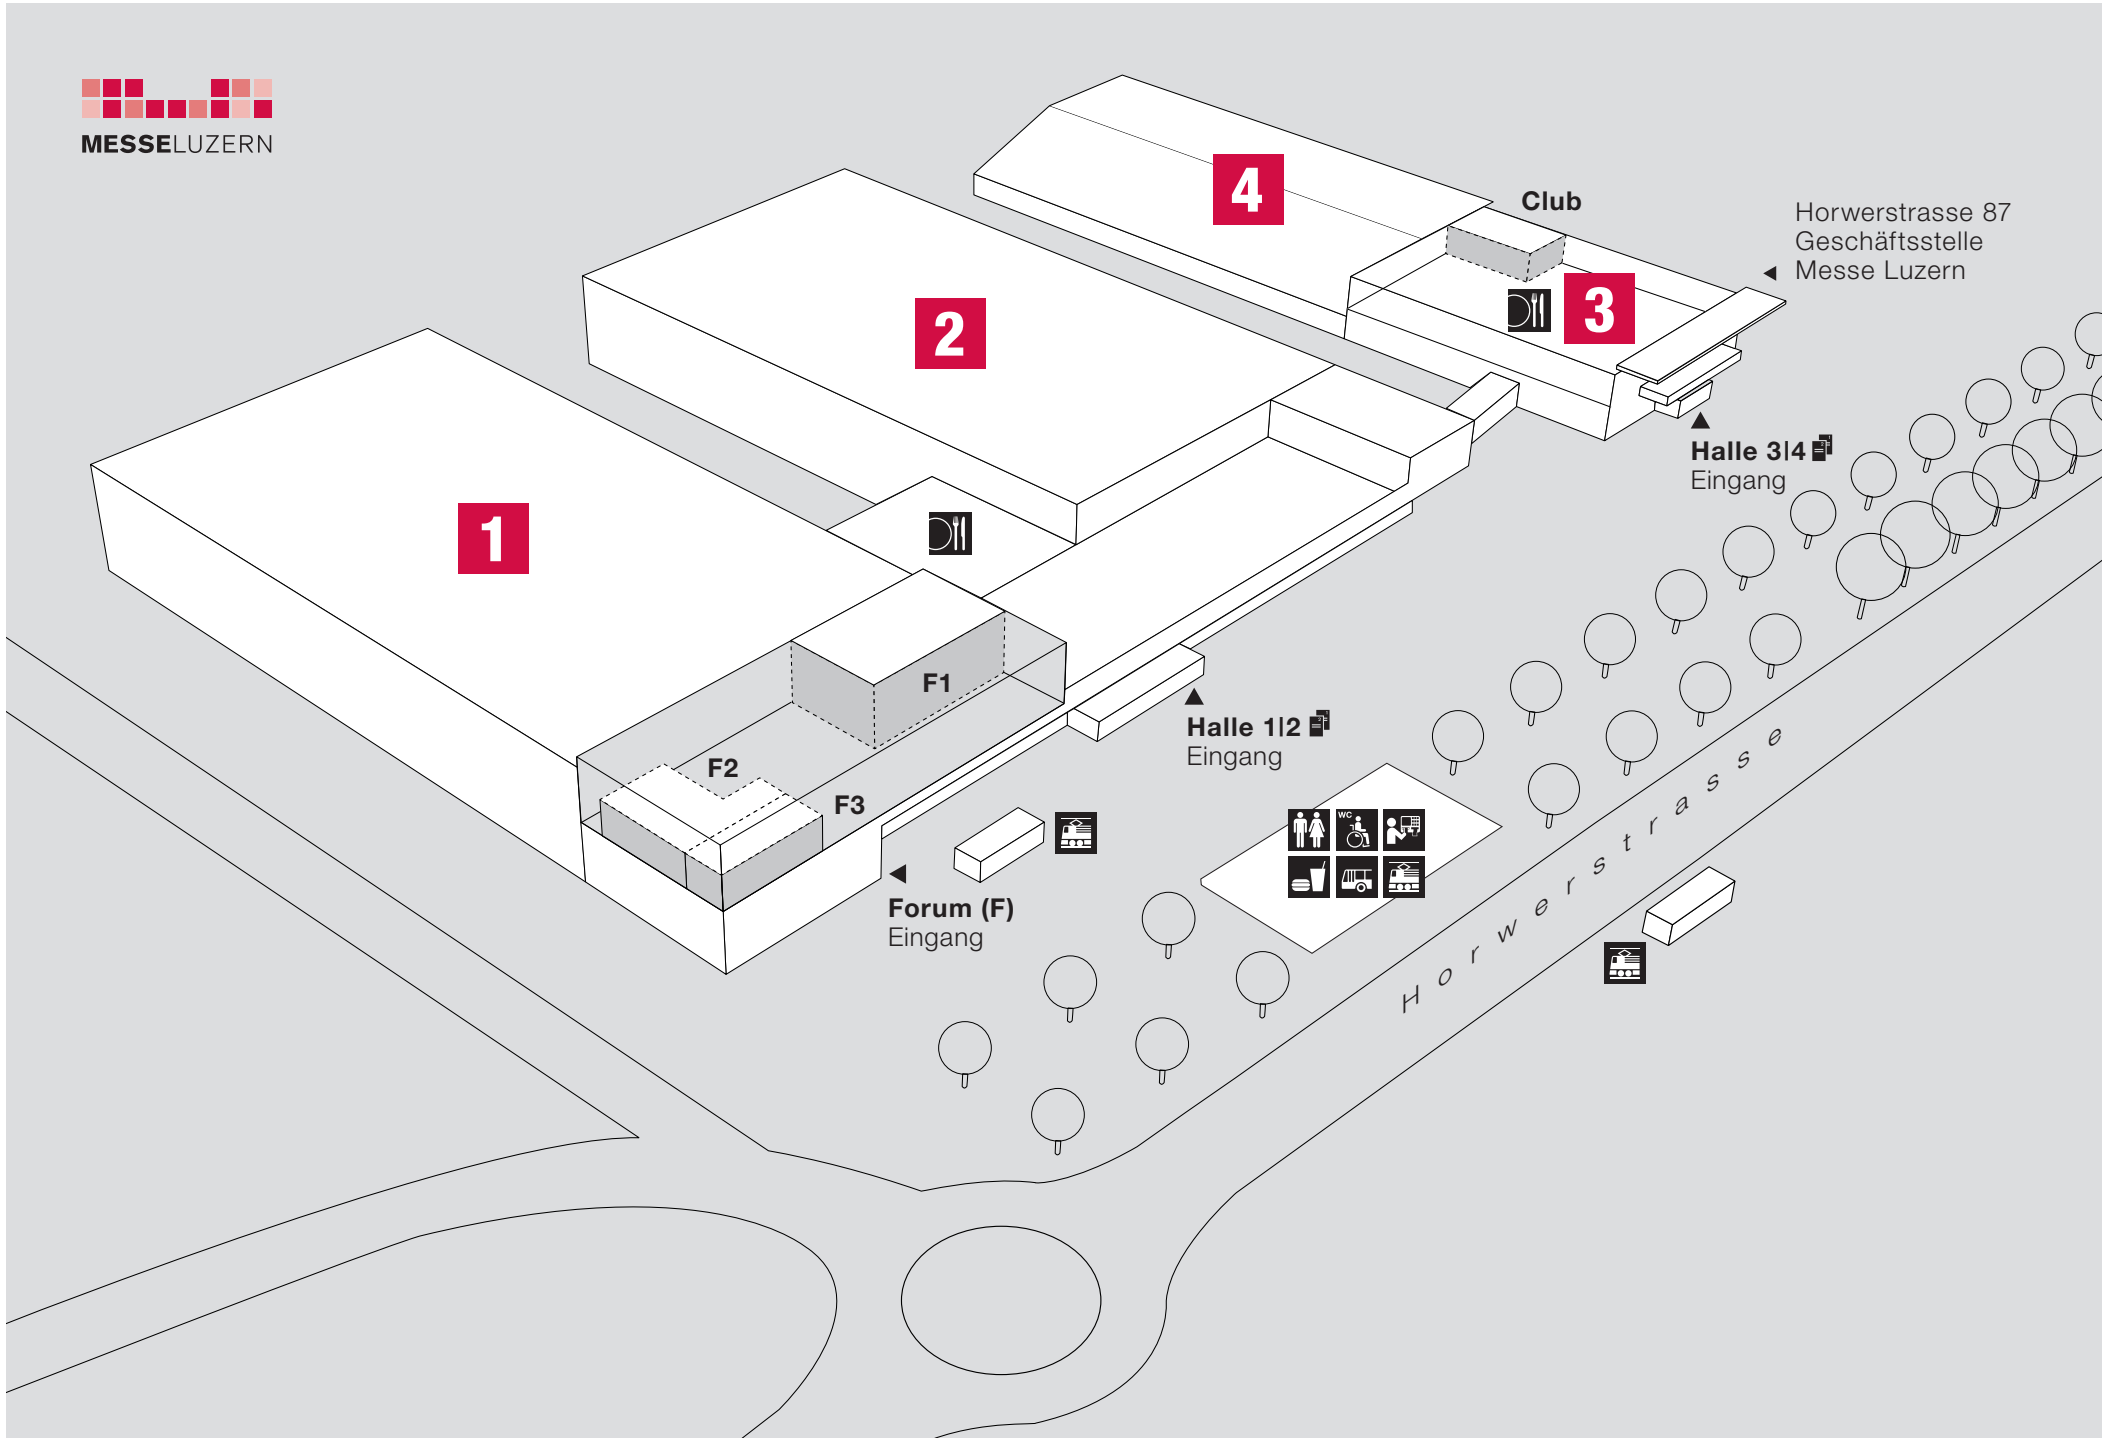 MESSELUZERN
4
Club
Horwerstrasse 87
Geschäftsstelle
Messe Luzern
3
2
Halle 3|4
Eingang
1
F1
Halle 1|2
Eingang
F2
F3
WC
Forum (F)
Eingang
Horwerstrasse